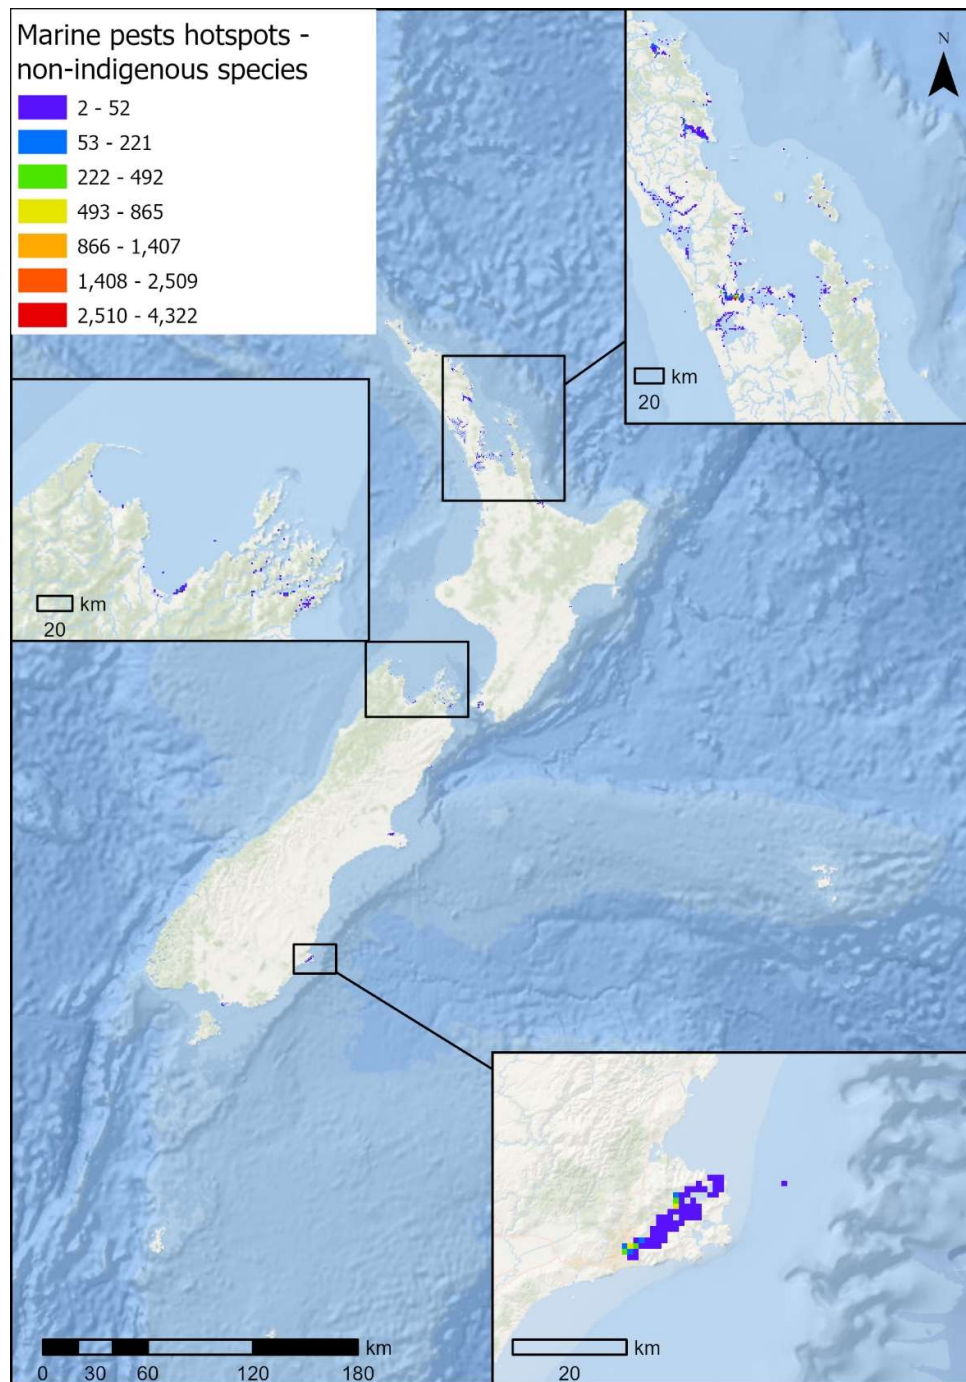 Marine pests hotspots -
non-indigenous species
2 - 52
53 - 221
222 - 492
493 - 865
866 - 1,407
1,408 - 2,509
2,510 - 4,322
N
km
20
km
20
km
0 30 60 120 180
20